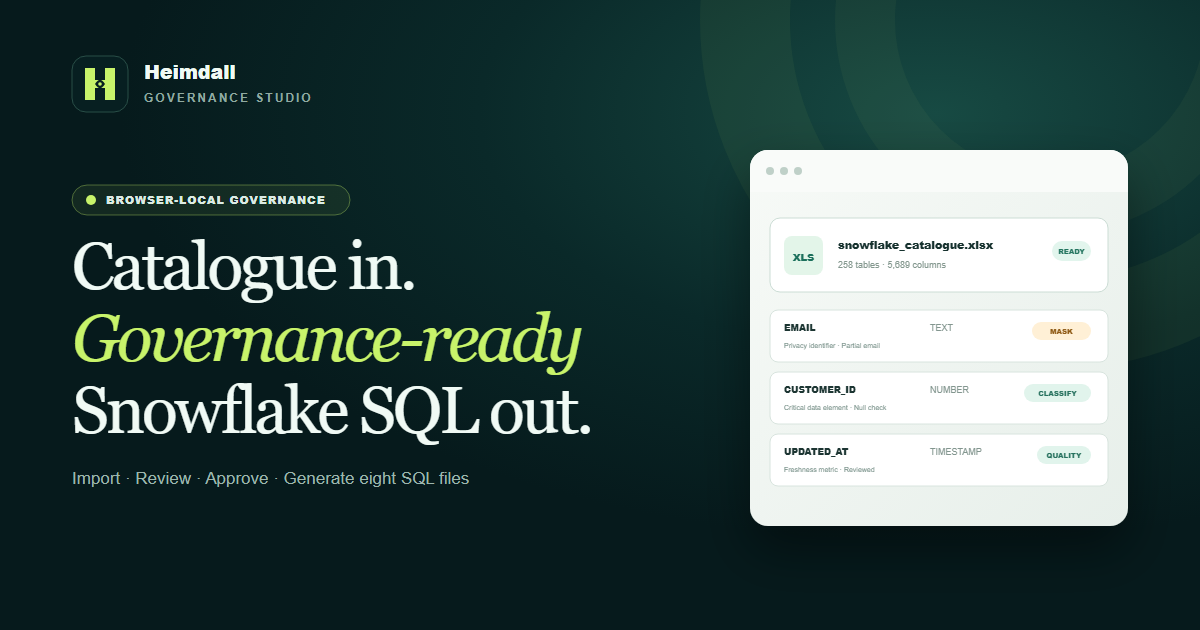 Heimdall
GOVERNANCE STUDIO
BROWSER-LOCAL GOVERNANCE
Catalogue in.
Governance-ready
Snowflake SQL out.
Import · Review · Approve · Generate eight SQL files
XLS
snowflake_catalogue.xlsx
258 tables · 5,689 columns
READY
EMAIL
TEXT
MASK
Privacy identifier · Partial email
CUSTOMER_ID
NUMBER
CLASSIFY
Critical data element · Null check
UPDATED_AT
TIMESTAMP
QUALITY
Freshness metric · Reviewed